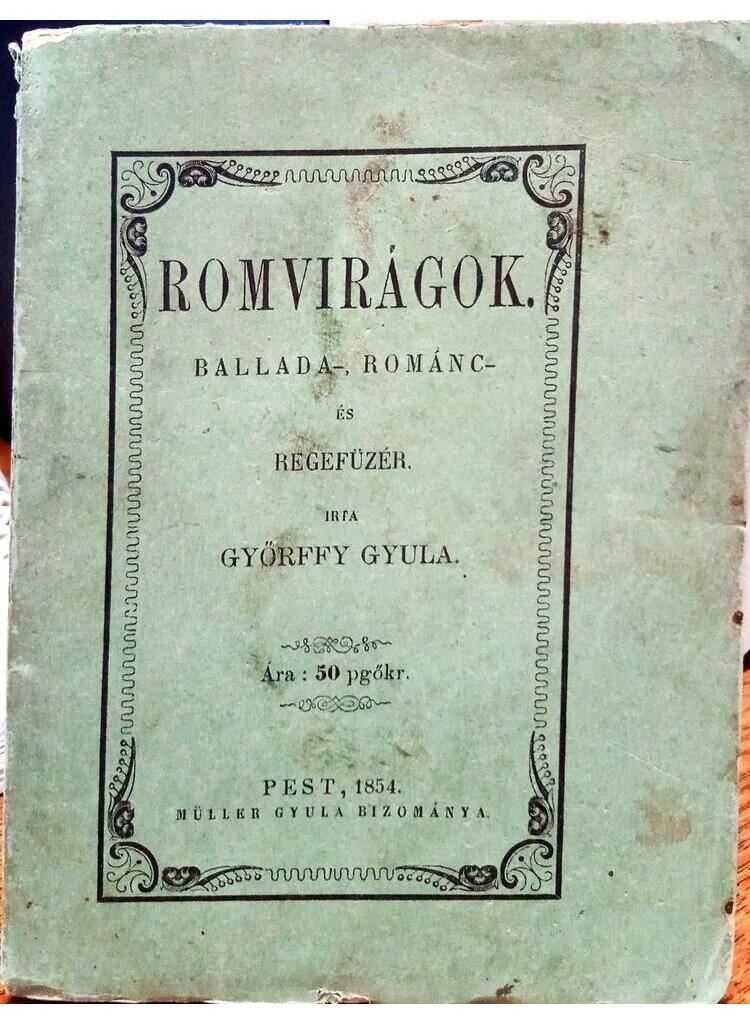 ROMVIRÁGOK.
BALLADA-, ROMÁNC-
ÉS
REGEFÜZÉR.
IRTA
GYŐRFFY GYULA.
Ára : 50 pgőkr.
PEST, 1854.
MÜLLER GYULA BIZOMÁNYA.